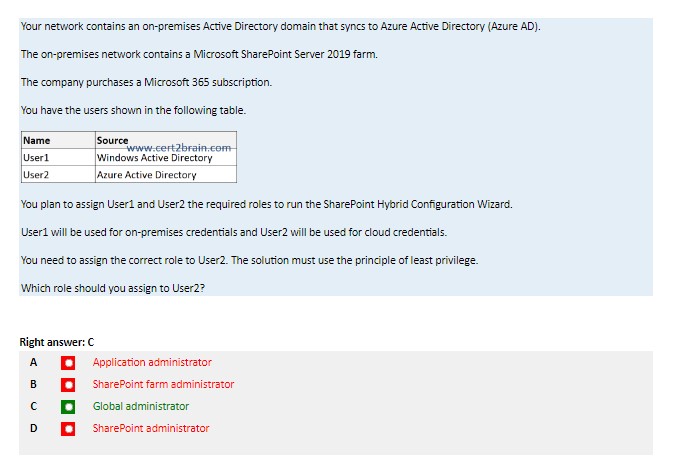 Your network contains an on-premises Active Directory domain that syncs to Azure Active Directory (Azure AD).
The on-premises network contains a Microsoft SharePoint Server 2019 farm.
The company purchases a Microsoft 365 subscription.
You have the users shown in the following table.
Name Source
www.cert2brain.com
User1 Windows Active Directory
User2 Azure Active Directory
You plan to assign User1 and User2 the required roles to run the SharePoint Hybrid Configuration Wizard.
User1 will be used for on-premises credentials and User2 will be used for cloud credentials.
You need to assign the correct role to User2. The solution must use the principle of least privilege.
Which role should you assign to User2?
Right answer: C
A Application administrator
B SharePoint farm administrator
C Global administrator
D SharePoint administrator